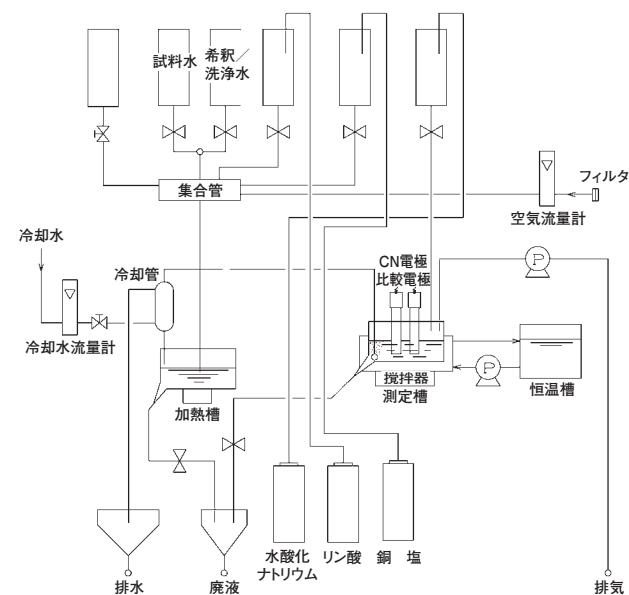 試料水
希釈／
洗浄水
集合管
フィルタ
空気流量計
冷却水
冷却管
CN電極
比較電極
P
冷却水流量計
P
加熱槽
撹拌器
測定槽
恒温槽
水酸化
ナトリウム
リン酸
銅 塩
排水
廃液
排気